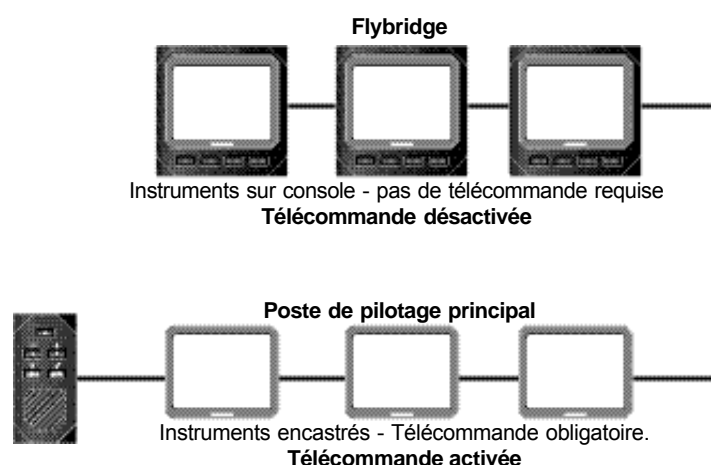 Flybridge
Instruments sur console - pas de télécommande requise
Télécommande désactivée
Poste de pilotage principal
Instruments encastrés - Télécommande obligatoire.
Télécommande activée